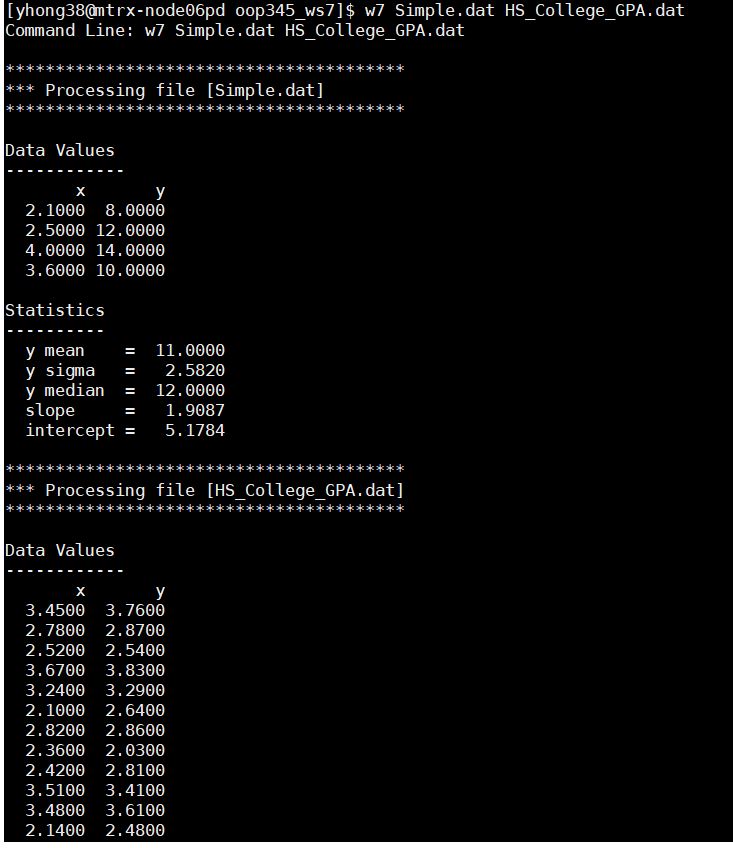 [yhong38@mtrx-node06pd oop345_ws7]$ w7 Simple.dat HS_College_GPA.dat
Command Line: w7 Simple.dat HS_College_GPA.dat

****************************************
*** Processing file [Simple.dat]
****************************************

Data Values
------------
       x       y
  2.1000  8.0000
  2.5000 12.0000
  4.0000 14.0000
  3.6000 10.0000

Statistics
----------
  y mean    =  11.0000
  y sigma   =   2.5820
  y median  =  12.0000
  slope     =   1.9087
  intercept =   5.1784

****************************************
*** Processing file [HS_College_GPA.dat]
****************************************

Data Values
------------
       x       y
  3.4500  3.7600
  2.7800  2.8700
  2.5200  2.5400
  3.6700  3.8300
  3.2400  3.2900
  2.1000  2.6400
  2.8200  2.8600
  2.3600  2.0300
  2.4200  2.8100
  3.5100  3.4100
  3.4800  3.6100
  2.1400  2.4800